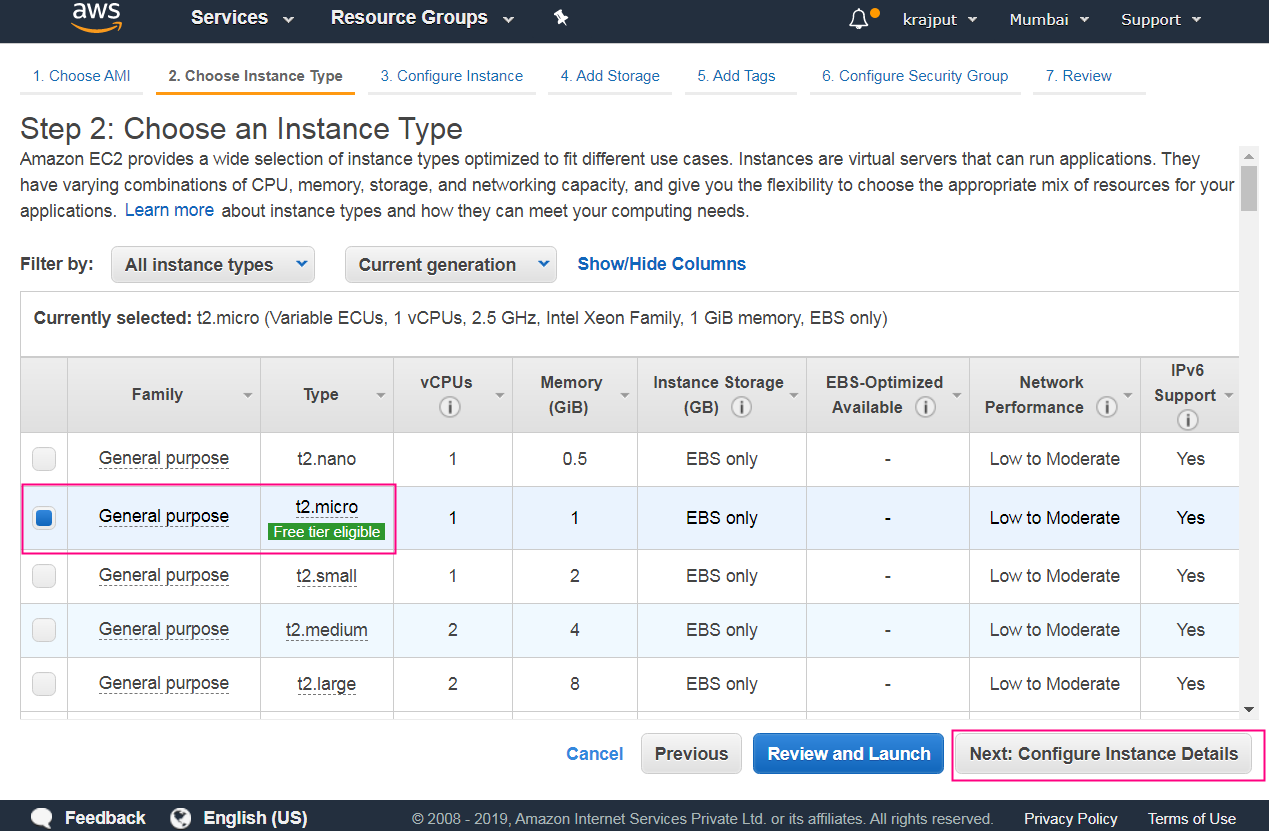 aws Services Resource Groups krajput Mumbai Support
1. Choose AMI 2. Choose Instance Type 3. Configure Instance 4. Add Storage 5. Add Tags 6. Configure Security Group 7. Review
Step 2: Choose an Instance Type
Amazon EC2 provides a wide selection of instance types optimized to fit different use cases. Instances are virtual servers that can run applications. They
have varying combinations of CPU, memory, storage, and networking capacity, and give you the flexibility to choose the appropriate mix of resources for your
applications. Learn more about instance types and how they can meet your computing needs.
Filter by: All instance types Current generation Show/Hide Columns
Currently selected: t2.micro (Variable ECUs, 1 vCPUs, 2.5 GHz, Intel Xeon Family, 1 GiB memory, EBS only)
Family Type vCPUs Memory (GiB) Instance Storage (GB) EBS-Optimized Available Network Performance IPv6 Support
General purpose t2.nano 1 0.5 EBS only - Low to Moderate Yes
General purpose t2.micro Free tier eligible 1 1 EBS only - Low to Moderate Yes
General purpose t2.small 1 2 EBS only - Low to Moderate Yes
General purpose t2.medium 2 4 EBS only - Low to Moderate Yes
General purpose t2.large 2 8 EBS only - Low to Moderate Yes
Cancel Previous Review and Launch Next: Configure Instance Details
Feedback English (US) © 2008 - 2019, Amazon Internet Services Private Ltd. or its affiliates. All rights reserved. Privacy Policy Terms of Use